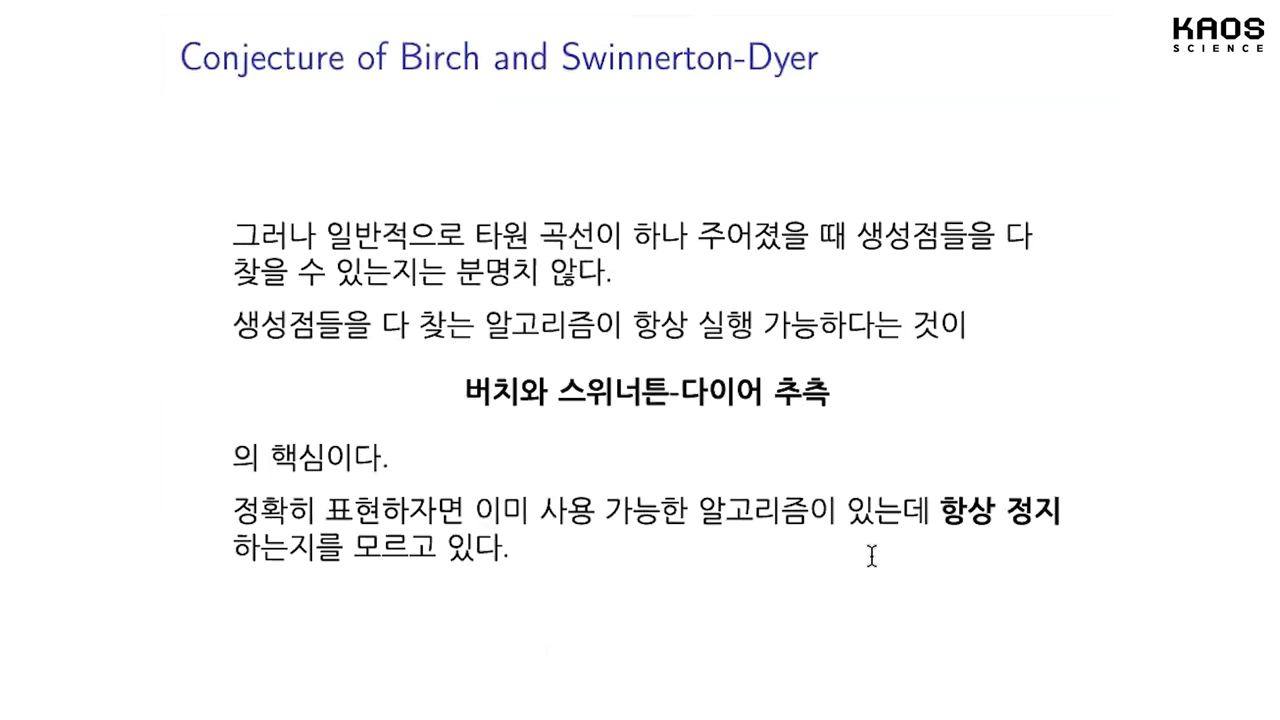 KAOS
SCIENCE
Conjecture of Birch and Swinnerton-Dyer
그러나 일반적으로 타원 곡선이 하나 주어졌을 때 생성점들을 다
찾을 수 있는지는 분명치 않다.
생성점들을 다 찾는 알고리즘이 항상 실행 가능하다는 것이
버치와 스위너튼-다이어 추측
의 핵심이다.
정확히 표현하자면 이미 사용 가능한 알고리즘이 있는데 항상 정지
하는지를 모르고 있다.